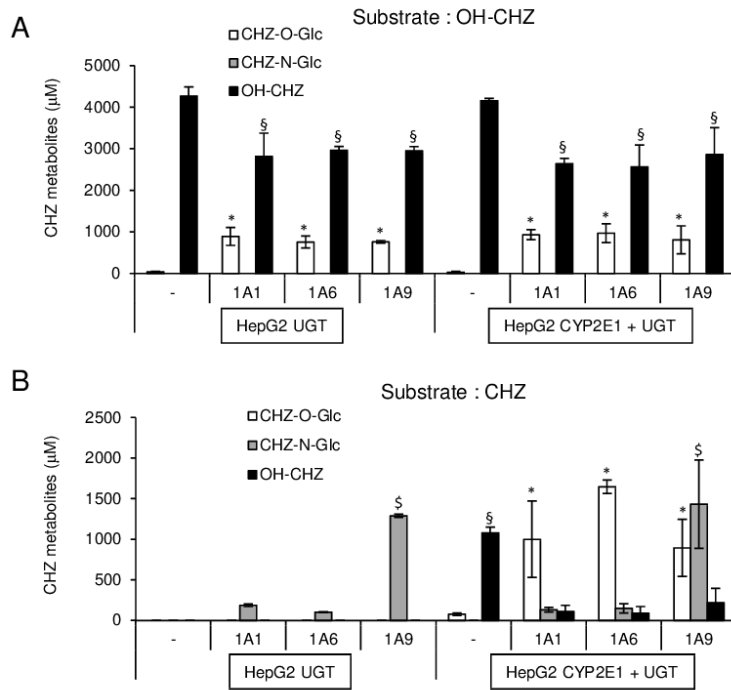 A
Substrate : OH-CHZ
CHZ-O-Glc
CHZ-N-Glc
OH-CHZ
CHZ metabolites (µM)
5000
4000
3000
2000
1000
0
§ § § § § §
* * * * * *
- 1A1 1A6 1A9 - 1A1 1A6 1A9
HepG2 UGT HepG2 CYP2E1 + UGT
B
Substrate : CHZ
CHZ-O-Glc
CHZ-N-Glc
OH-CHZ
CHZ metabolites (µM)
2500
2000
1500
1000
500
0
$ § * * * $
- 1A1 1A6 1A9 - 1A1 1A6 1A9
HepG2 UGT HepG2 CYP2E1 + UGT